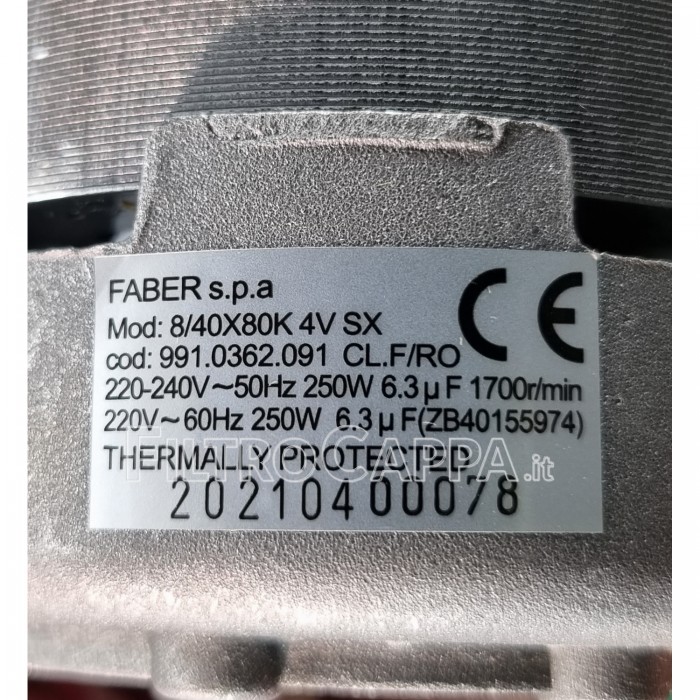 FABER s.p.a
Mod: 8/40X80K 4V SX
cod: 991.0362.091 CL.F/RO
CE
220-240V~50Hz 250W 6.3µF 1700r/min
220V~60Hz 250W 6.3µF(ZB40155974)
THERMALLY PROTECTED
FILTROCAPPA.it
20210400078